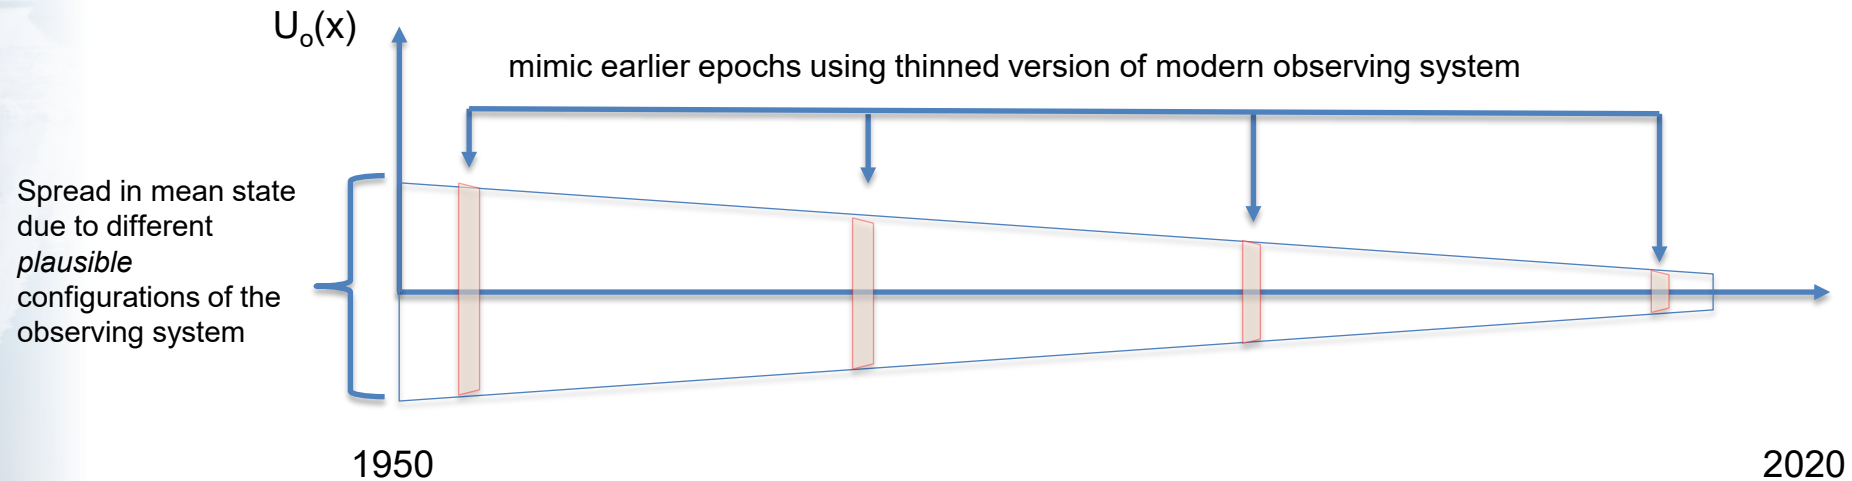 U₀(x)
mimic earlier epochs using thinned version of modern observing system
Spread in mean state
due to different
plausible
configurations of the
observing system
1950
2020